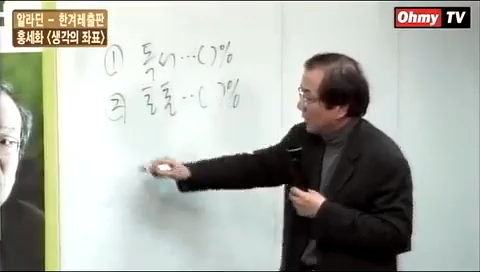 알라딘 - 한겨레출판
홍세화 <생각의 좌표>
Ohmy TV
① 독서 … ( )%
② 토론 … ( )%